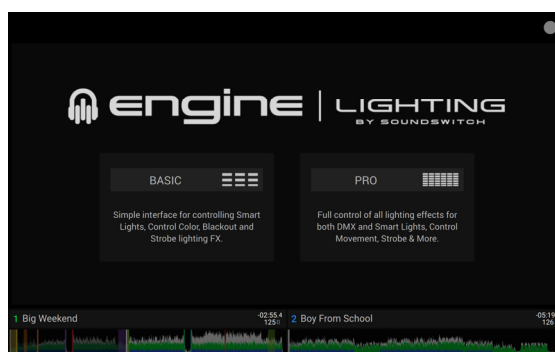 engine LIGHTING
BY SOUNDSWITCH
BASIC
Simple interface for controlling Smart
Lights, Control Color, Blackout and
Strobe lighting FX.
PRO
Full control of all lighting effects for
both DMX and Smart Lights, Control
Movement, Strobe & More.
1 Big Weekend -02:55.4
125
2 Boy From School -05:19
126